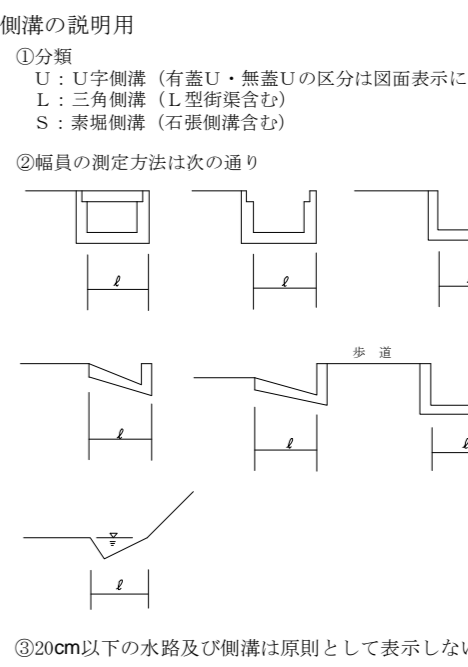 側溝の説明用
①分類
U：U字側溝（有蓋U・無蓋Uの区分は図面表示に
L：三角側溝（L型街渠含む）
S：素堀側溝（石張側溝含む）
②幅員の測定方法は次の通り
ℓ
ℓ
歩 道
ℓ
ℓ
ℓ
ℓ
③20cm以下の水路及び側溝は原則として表示しない